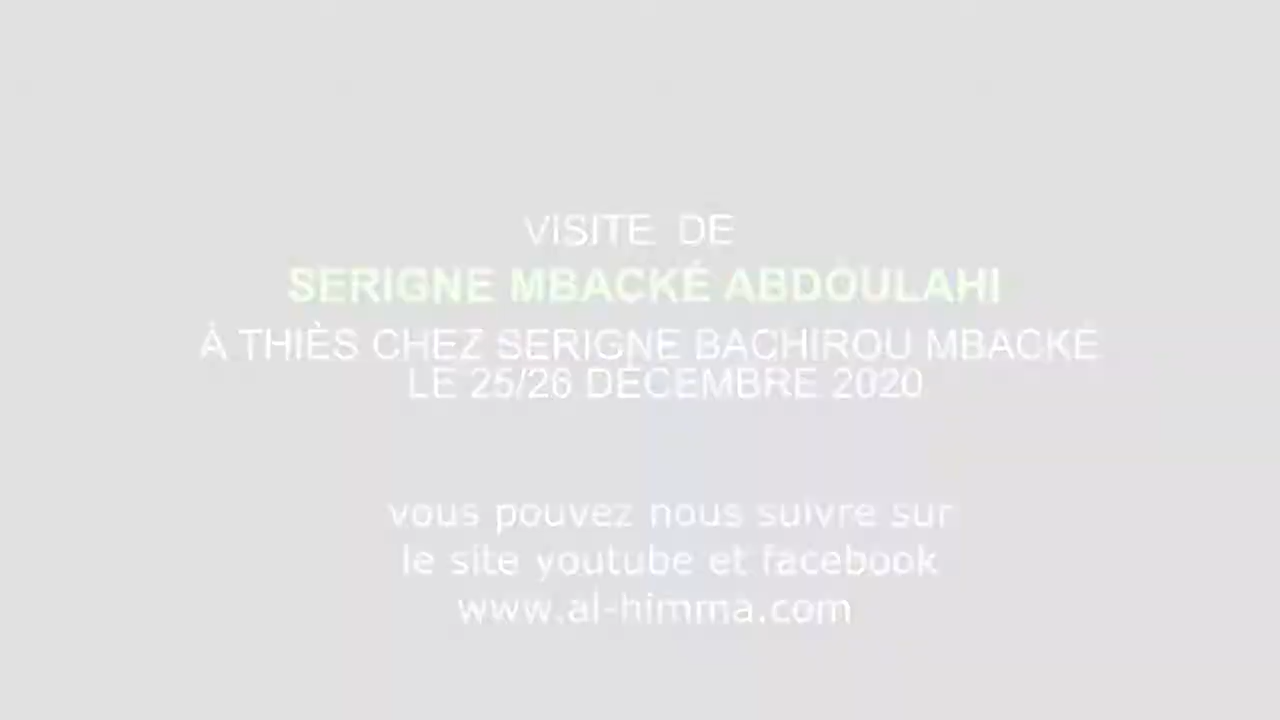 VISITE DE
SERIGNE MBACKÉ ABDOULAHI
À THIÈS CHEZ SERIGNE BACHIROU MBACKÉ
LE 25/26 DÉCEMBRE 2020
vous pouvez nous suivre sur
le site youtube et facebook
www.al-himma.com